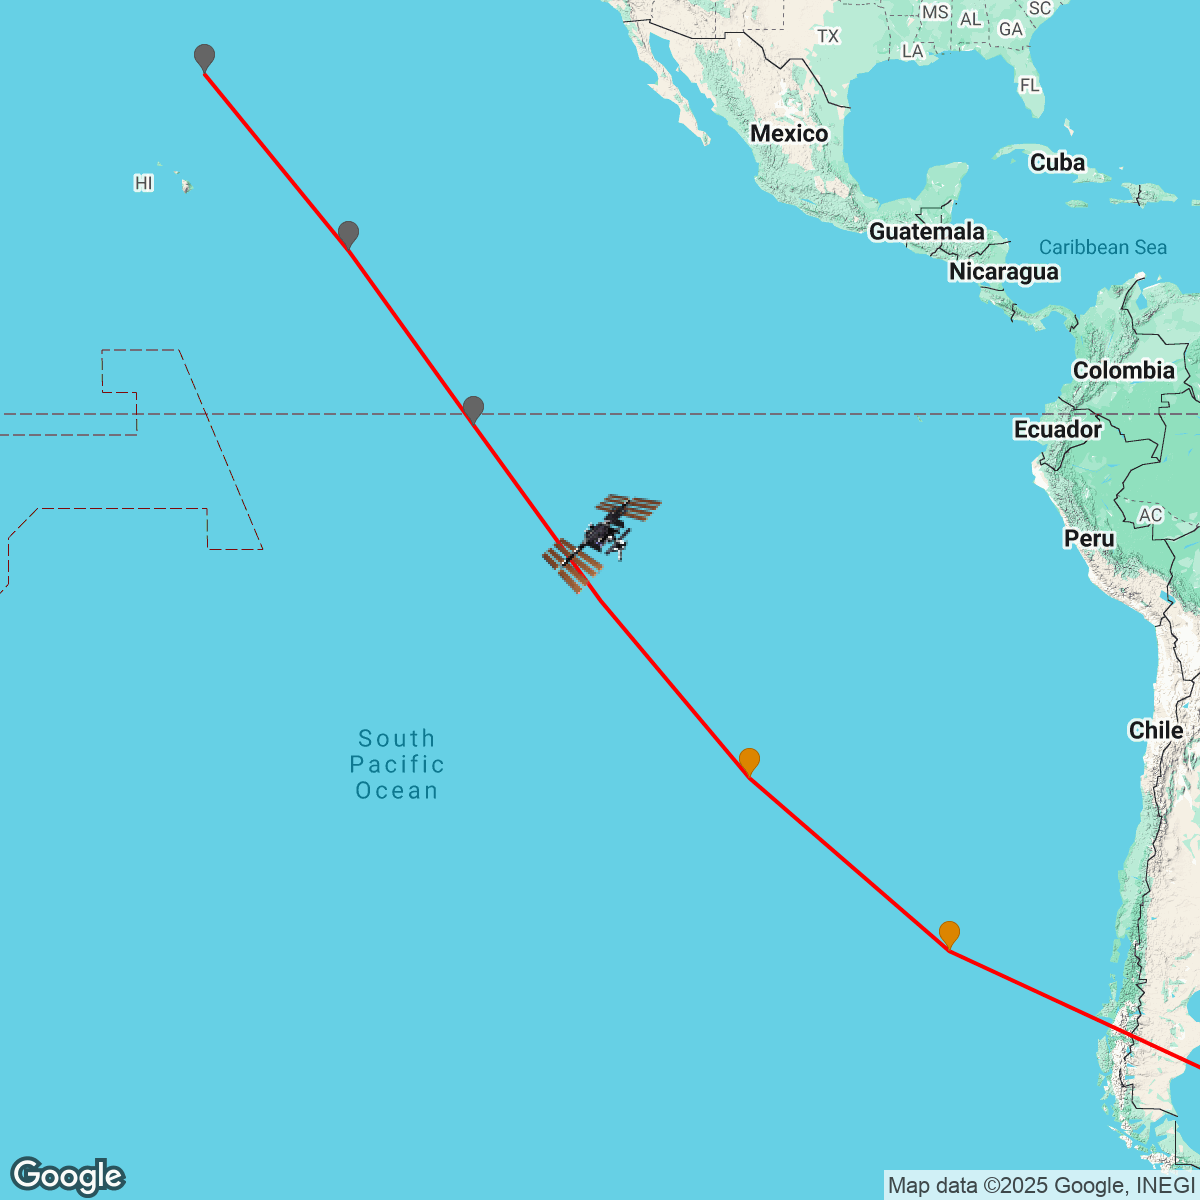 MS
AL
SC
GA
TX
LA
FL
Mexico
Cuba
HI
Guatemala
Caribbean Sea
Nicaragua
Colombia
Ecuador
AC
Peru
South
Pacific
Ocean
Chile
Google
Map data ©2025 Google, INEGI